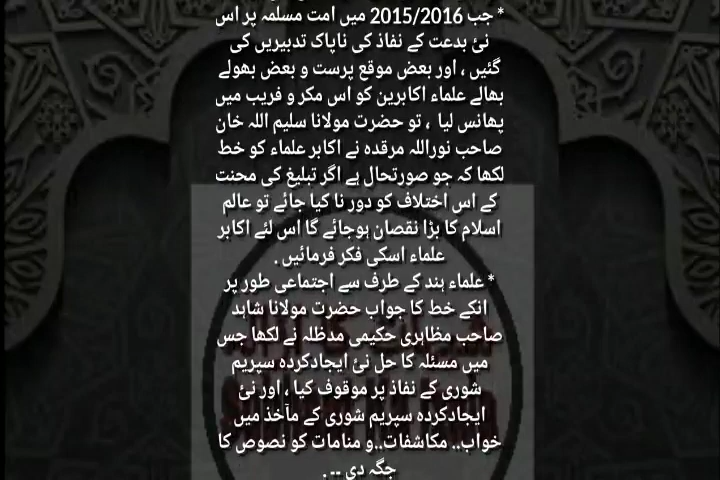 * جب 2015/2016 میں امت مسلمہ پر اس
نئ بدعت کے نفاذ کی ناپاک تدبیریں کی
گئیں ، اور بعض موقع پرست و بعض بھولے
بھالے علماء اکابرین کو اس مکر و فریب میں
پھانس لیا ، تو حضرت مولانا سلیم اللہ خان
صاحب نوراللہ مرقدہ نے اکابر علماء کو خط
لکھا کہ جو صورتحال ہے اگر تبلیغ کی محنت
کے اس اختلاف کو دور نا کیا جائے تو عالم
اسلام کا بڑا نقصان ہوجائے گا اس لئے اکابر
علماء اسکی فکر فرمائیں .
* علماء ہند کے طرف سے اجتماعی طور پر
انکے خط کا جواب حضرت مولانا شاہد
صاحب مظاہری حکیمی مدظلہ نے لکھا جس
میں مسئلہ کا حل نئ ایجادکردہ سپریم
شوری کے نفاذ پر موقوف کیا ، اور نئ
ایجادکردہ سپریم شوری کے مآخذ میں
خواب.. مکاشفات..و منامات کو نصوص کا
جگہ دی -- .